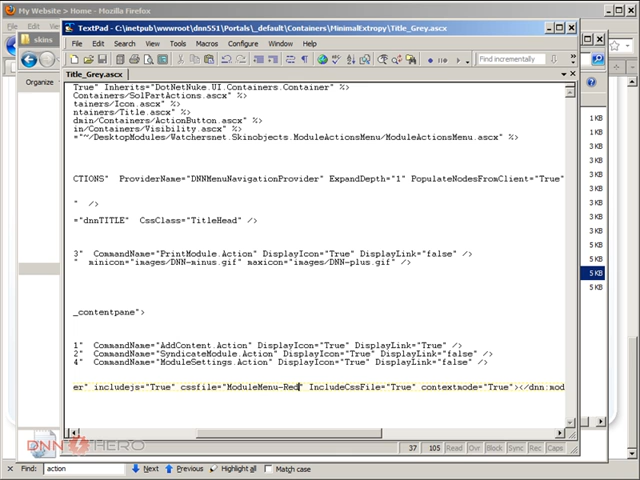 My Website > Home - Mozilla Firefox
TextPad - C:\inetpub\wwwroot\dnn551\Portals\_default\Containers\MinimalExtropy\Title_Grey.ascx
File Edit Search View Tools Macros Configure Window Help
skins
Find incrementally
Organize
Title_Grey.ascx
True" Inherits="DotNetNuke.UI.Containers.Container" %>
Containers/SolPartActions.ascx" %>
tainers/Icon.ascx" %>
ntainers/Title.ascx" %>
dmin/Containers/ActionButton.ascx" %>
in/Containers/Visibility.ascx" %>
="~/DesktopModules/Watchersnet.Skinobjects.ModuleActionsMenu/ModuleActionsMenu.ascx" %>
CTIONS" ProviderName="DNNMenuNavigationProvider" ExpandDepth="1" PopulateNodesFromClient="True"
" />
="dnnTITLE" CssClass="TitleHead" />
3" CommandName="PrintModule.Action" DisplayIcon="True" DisplayLink="false" />
" minicon="images/DNN-minus.gif" maxicon="images/DNN-plus.gif" />
_contentpane">
1" CommandName="AddContent.Action" DisplayIcon="True" DisplayLink="True" />
2" CommandName="SyndicateModule.Action" DisplayIcon="True" DisplayLink="false" />
4" CommandName="ModuleSettings.Action" DisplayIcon="True" DisplayLink="false" />
er" includejs="True" cssfile="ModuleMenu-Red" IncludeCssFile="True" contextmode="True"></dnn:mod
1 KB
1 KB
3 KB
3 KB
3 KB
3 KB
3 KB
3 KB
3 KB
5 KB
5 KB
5 KB
5 KB
37 105 Read Ovr Block Sync Rec Caps
DNN HERO
Find: action Next Previous Highlight all Match case